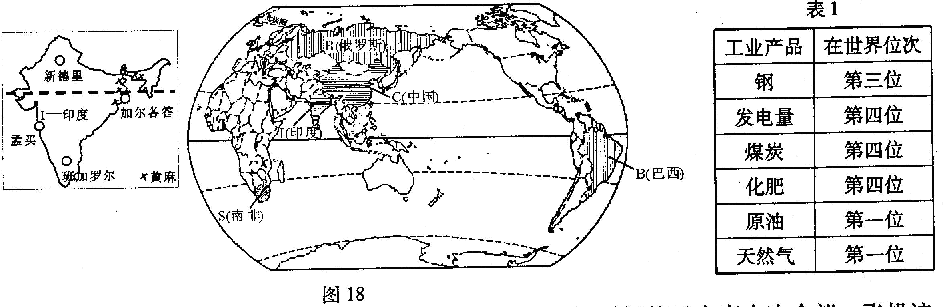 新德里
I—印度
加尔各答
孟买
班加罗尔
×黄麻
R(俄罗斯)
C(中国)
I(印度)
B(巴西)
S(南非)
图18
表1
工业产品 在世界位次
钢 第三位
发电量 第四位
煤炭 第四位
化肥 第四位
原油 第一位
天然气 第一位